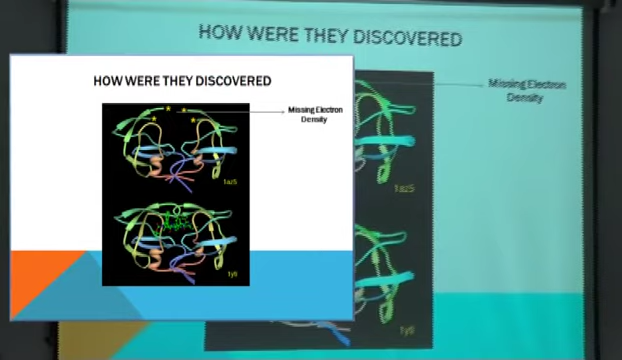 HOW WERE THEY DISCOVERED
HOW WERE THEY DISCOVERED
Missing Electron
Density
1az5
1yti
Missing Electron
Density
1az5
1yti